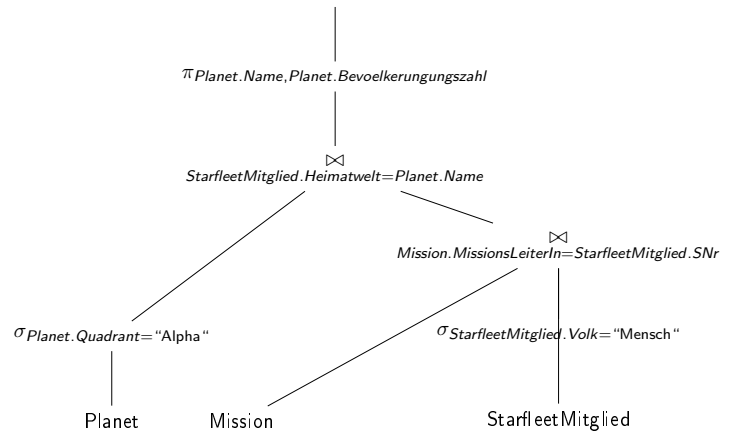 πPlanet.Name,Planet.Bevoelkerungungszahl
⋈
StarfleetMitglied.Heimatwelt=Planet.Name
⋈
Mission.MissionsLeiterIn=StarfleetMitglied.SNr
σPlanet.Quadrant=“Alpha“
σStarfleetMitglied.Volk=“Mensch“
Planet
Mission
StarfleetMitglied